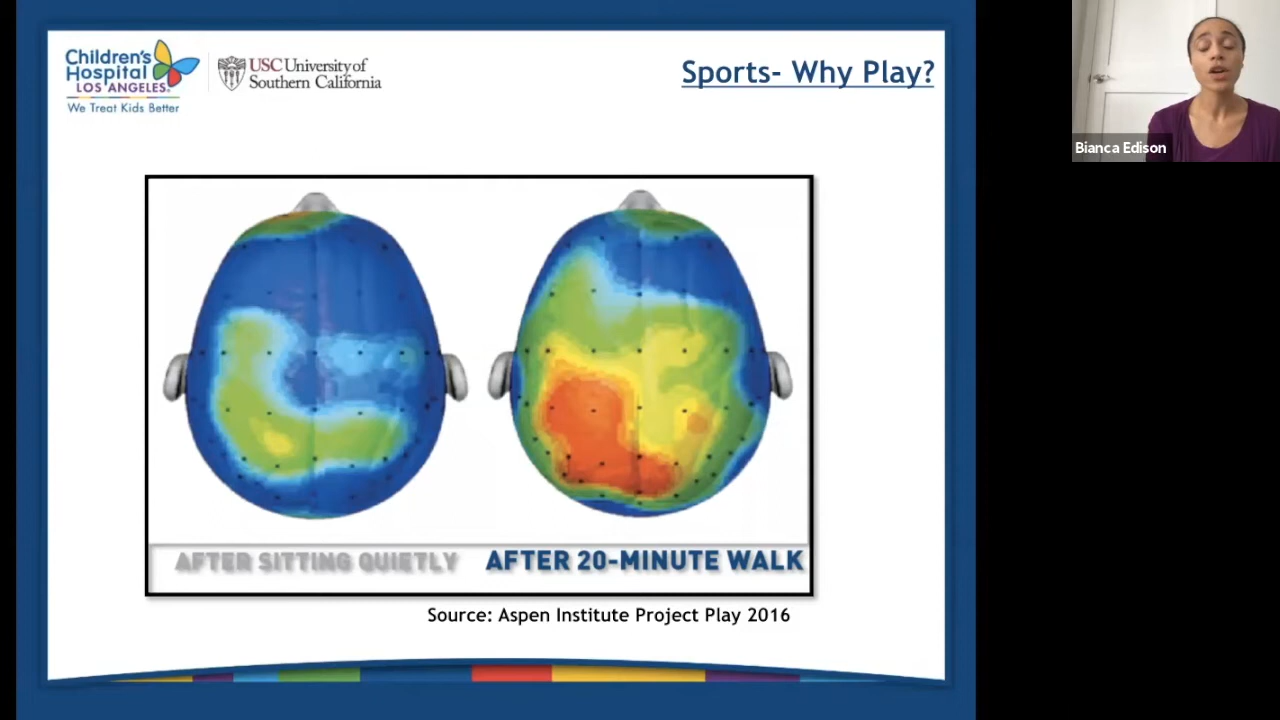 Children's
Hospital
LOS ANGELES
We Treat Kids Better
USC University of
Southern California
Sports- Why Play?
Bianca Edison
AFTER SITTING QUIETLY
AFTER 20-MINUTE WALK
Source: Aspen Institute Project Play 2016